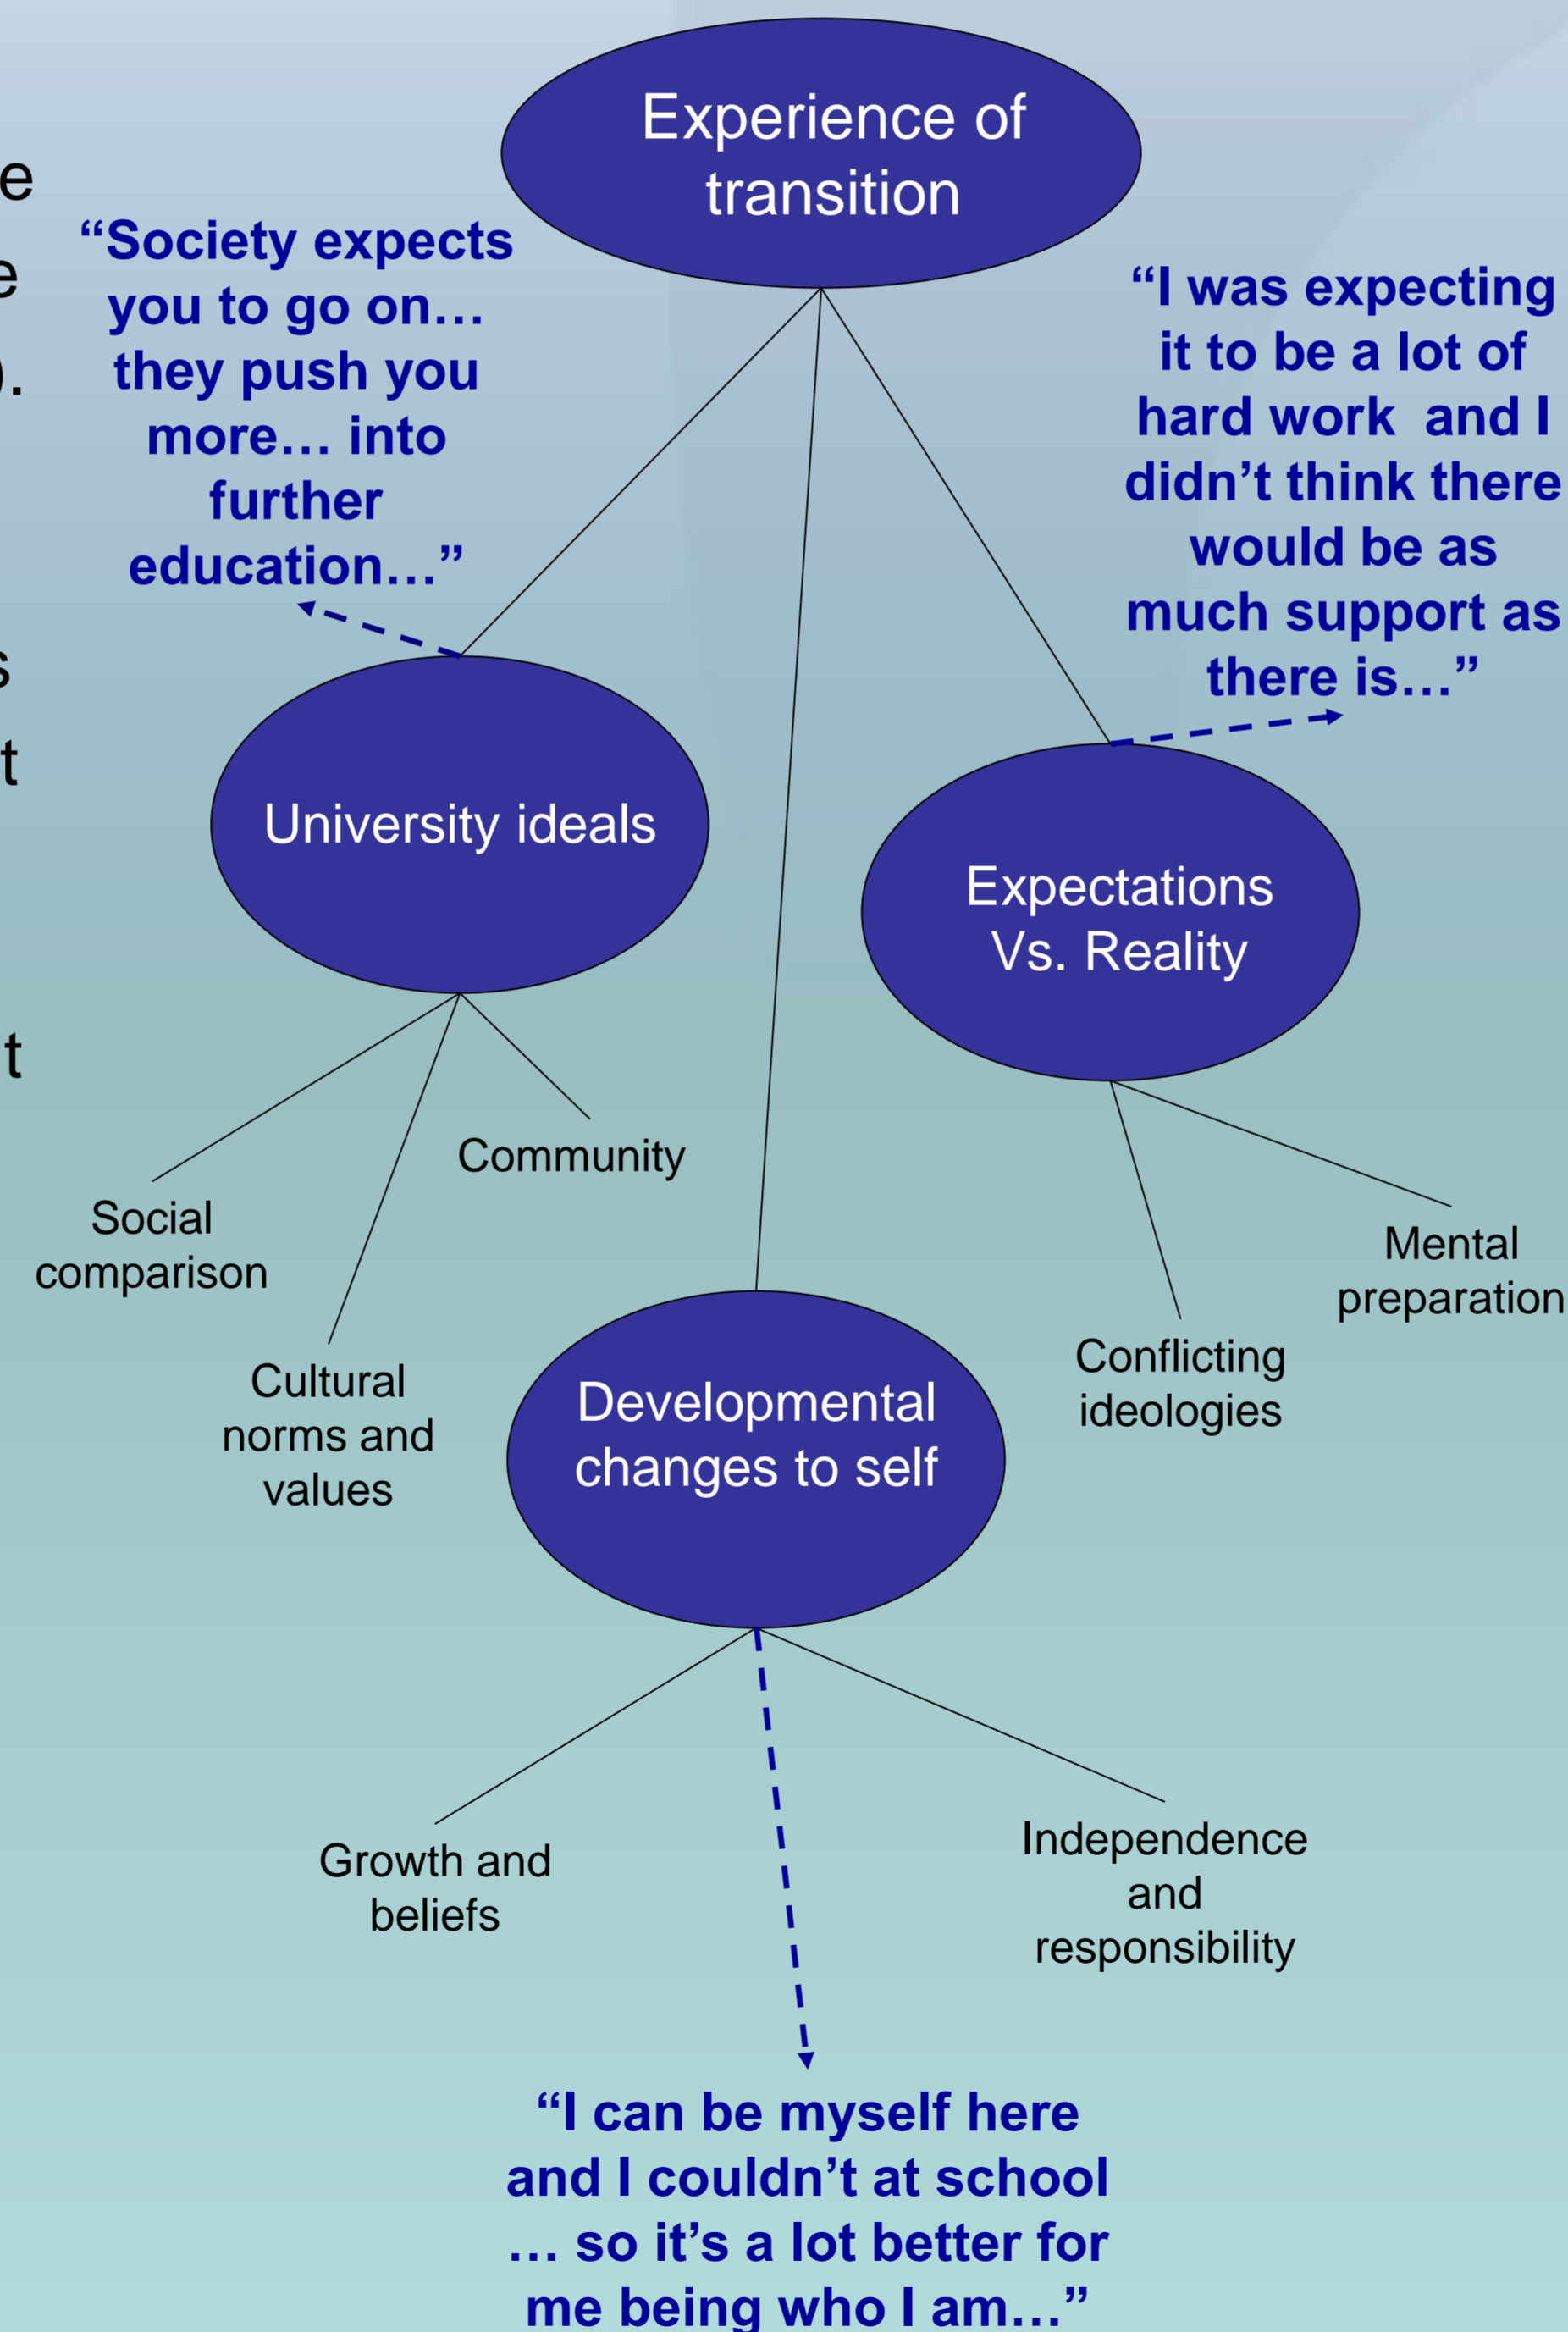 Experience of
transition
“Society expects
you to go on…
they push you
more… into
further
education…”
“I was expecting
it to be a lot of
hard work  and I
didn’t think there
would be as
much support as
there is…”
University ideals
Expectations
Vs. Reality
Community
Social
comparison
Cultural
norms and
values
Mental
preparation
Conflicting
ideologies
Developmental
changes to self
Growth and
beliefs
Independence
and
responsibility
“I can be myself here
and I couldn’t at school
… so it’s a lot better for
me being who I am…”